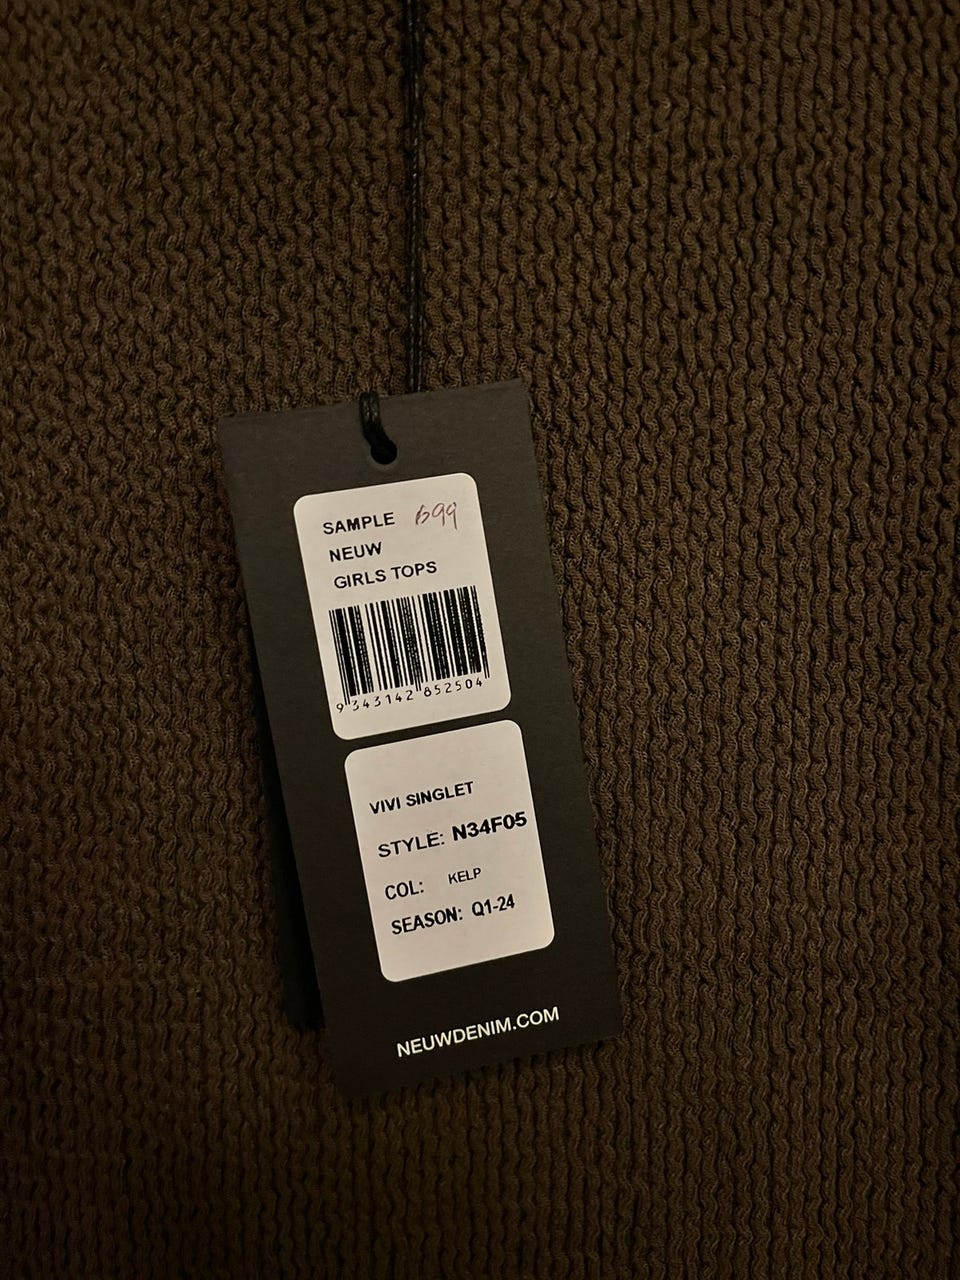 SAMPLE 699
NEUW
GIRLS TOPS
9 343142 852504
VIVI SINGLET
STYLE: N34F05
COL: KELP
SEASON: Q1-24
NEUWDENIM.COM